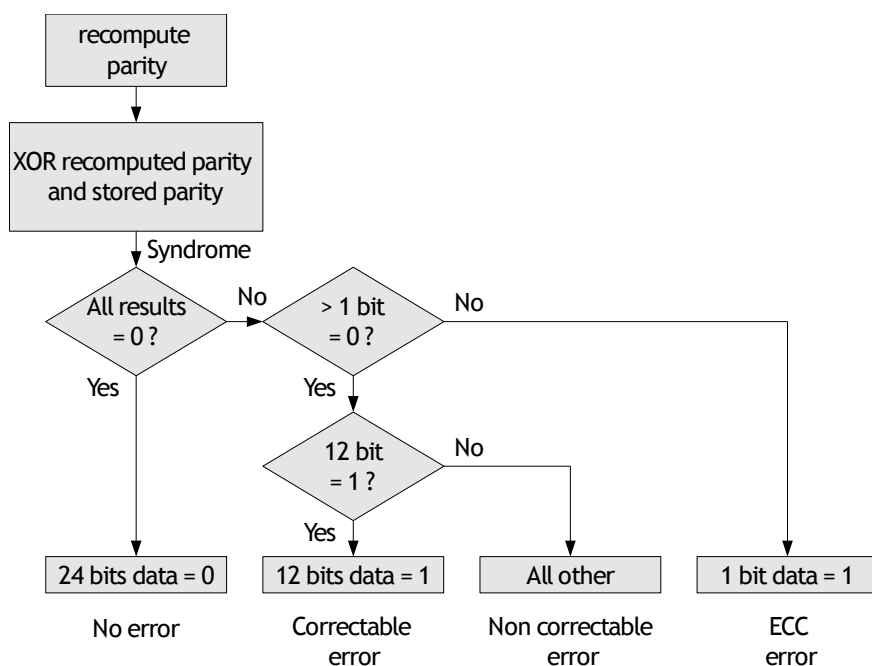 recompute
parity
XOR recomputed parity
and stored parity
Syndrome
All results
= 0 ?
No
> 1 bit
= 0 ?
No
Yes
Yes
12 bit
= 1 ?
No
Yes
24 bits data = 0
12 bits data = 1
All other
1 bit data = 1
No error
Correctable
error
Non correctable
error
ECC
error